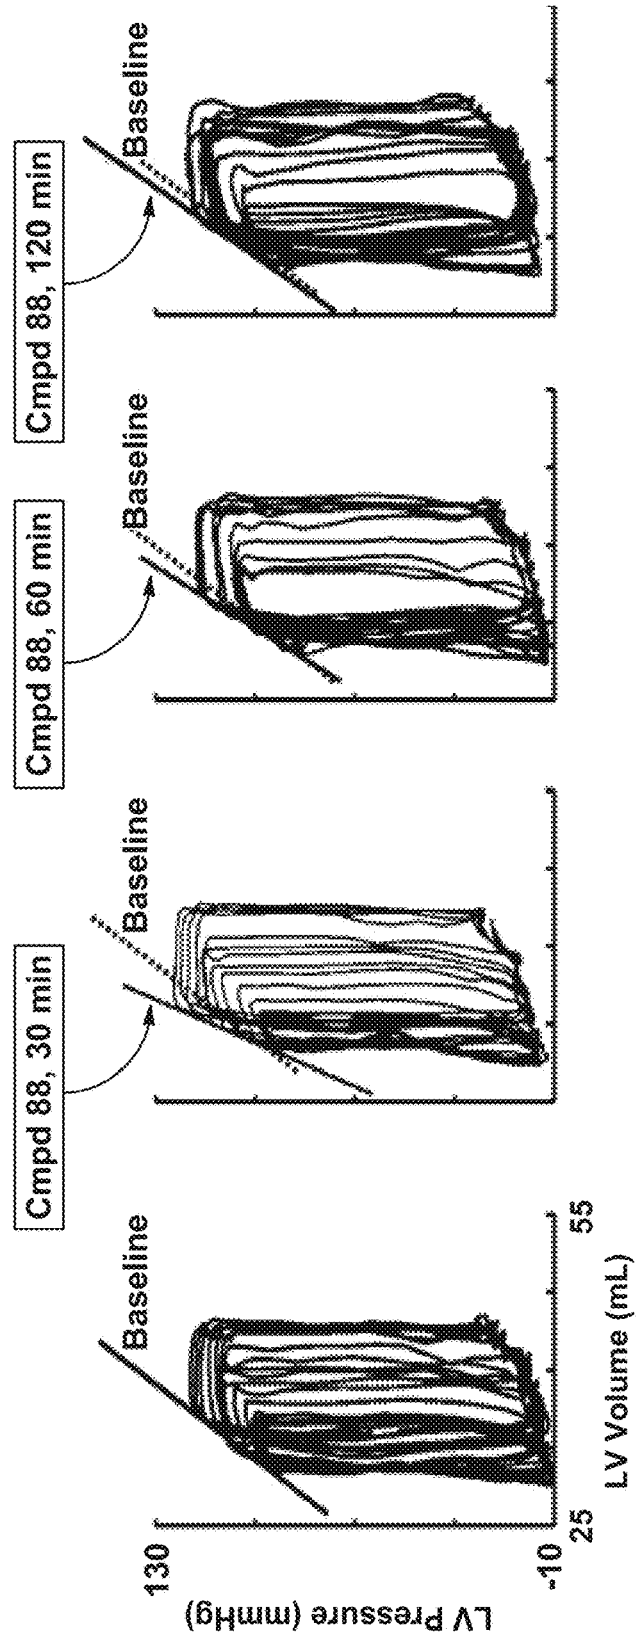 Cmpd 88, 30 min
Cmpd 88, 60 min
Cmpd 88, 120 min
Baseline
Baseline
Baseline
Baseline
130
-10
LV Pressure (mmHg)
25
55
LV Volume (mL)